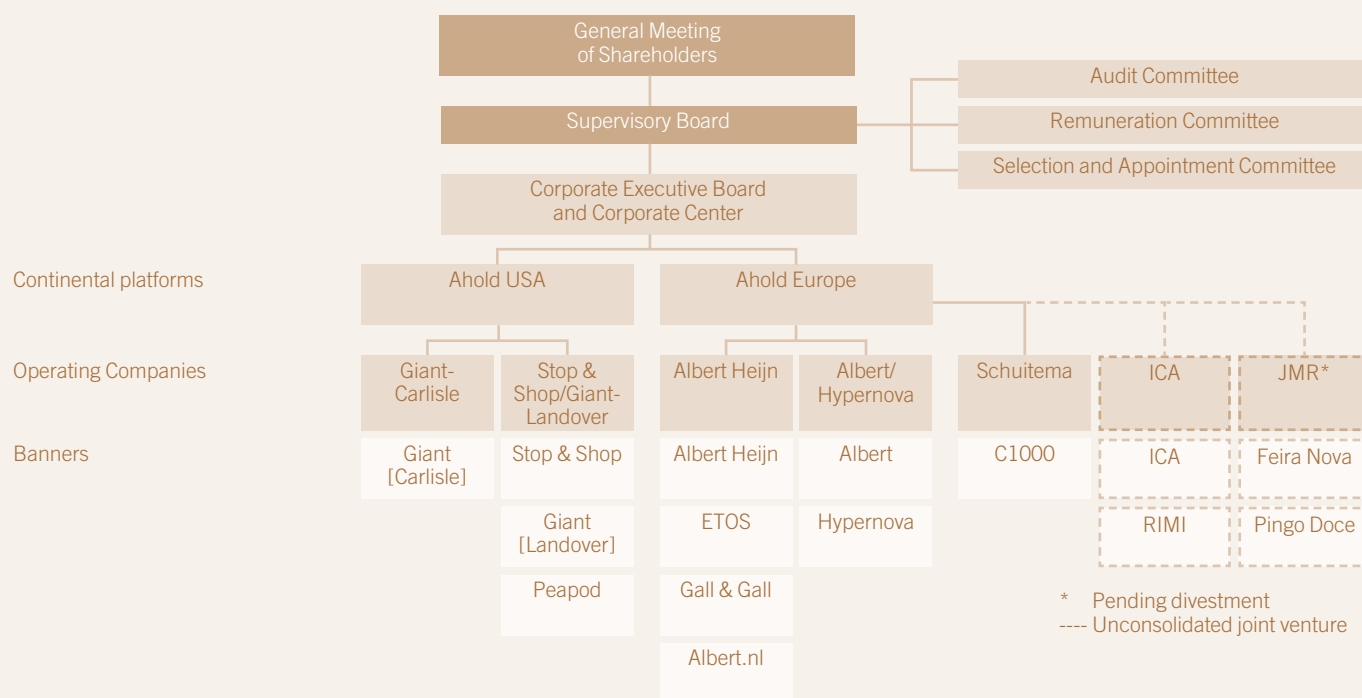 General Meeting
of Shareholders
Audit Committee
Supervisory Board
Remuneration Committee
Selection and Appointment Committee
Corporate Executive Board
and Corporate Center
Continental platforms
Ahold USA
Ahold Europe
Operating Companies
Giant-
Carlisle
Stop &
Shop/Giant-
Landover
Albert Heijn
Albert/
Hypernova
Schuitema
ICA
JMR*
Banners
Giant
[Carlisle]
Stop & Shop
Albert Heijn
Albert
C1000
ICA
Feira Nova
Giant
[Landover]
ETOS
Hypernova
RIMI
Pingo Doce
Peapod
Gall & Gall
Albert.nl
* Pending divestment
---- Unconsolidated joint venture